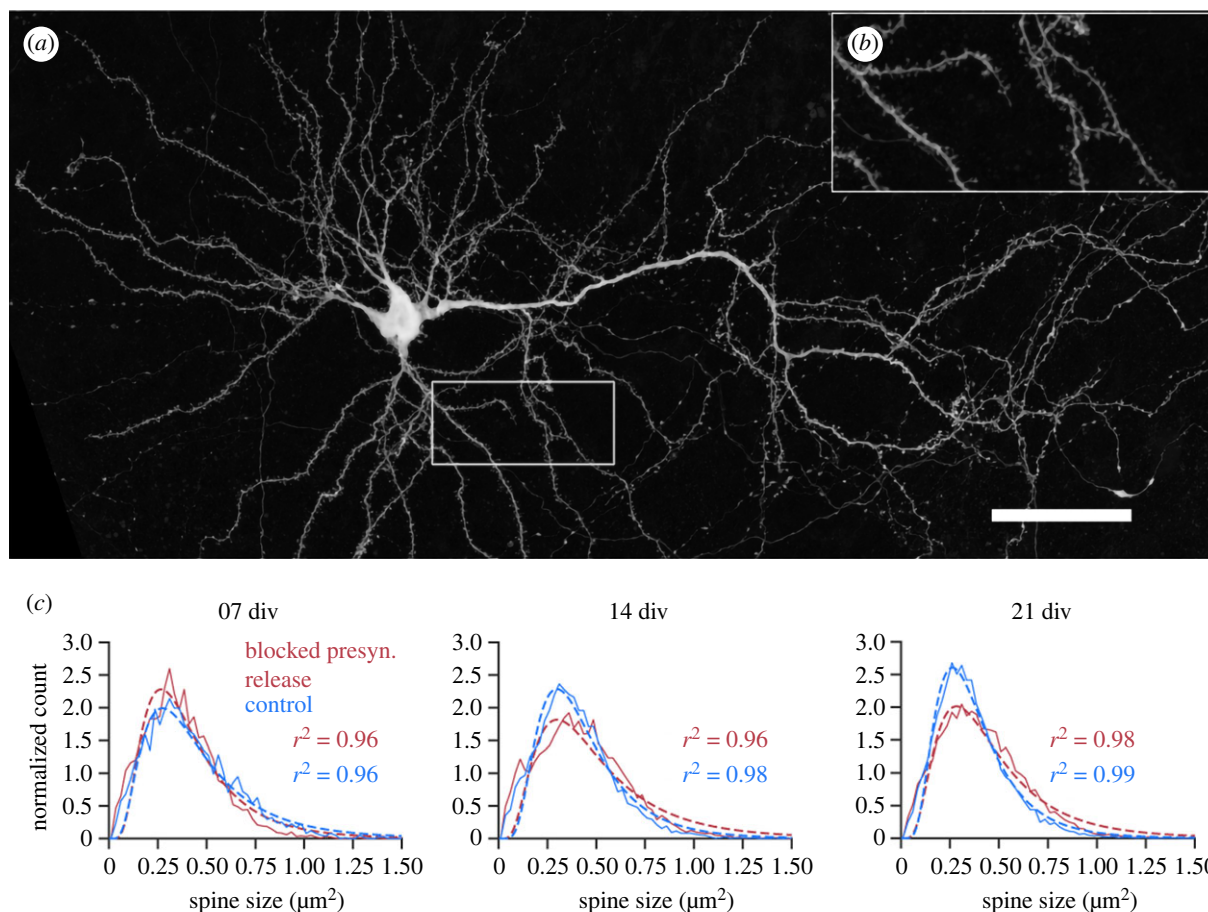 (a)
(b)
(c)
07 div
14 div
21 div
normalized count
3.0
2.5
2.0
1.5
1.0
0.5
0
blocked presyn.
release
control
r² = 0.96
r² = 0.96
0 0.25 0.50 0.75 1.00 1.25 1.50
spine size (µm²)
3.0
2.5
2.0
1.5
1.0
0.5
0
r² = 0.96
r² = 0.98
0 0.25 0.50 0.75 1.00 1.25 1.50
spine size (µm²)
3.0
2.5
2.0
1.5
1.0
0.5
0
r² = 0.98
r² = 0.99
0 0.25 0.50 0.75 1.00 1.25 1.50
spine size (µm²)